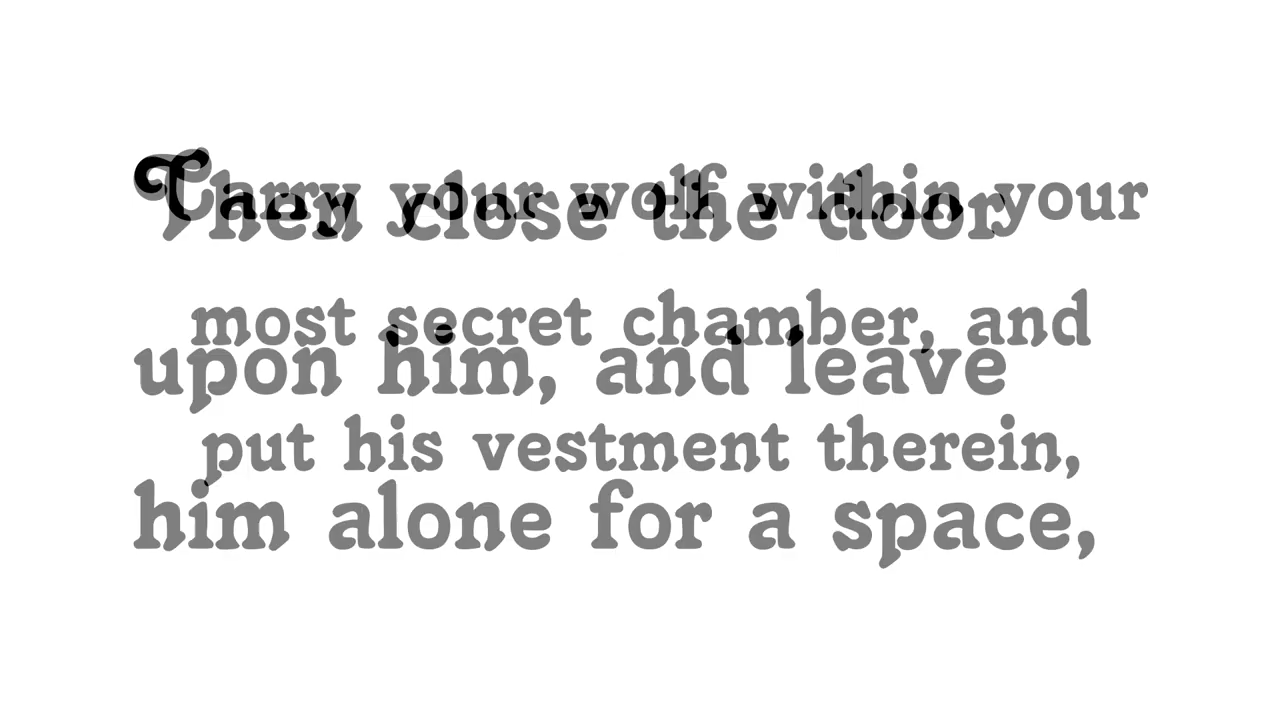 Carry your wolf within your
most secret chamber, and
put his vestment therein,
Then close the door
upon him, and leave
him alone for a space,